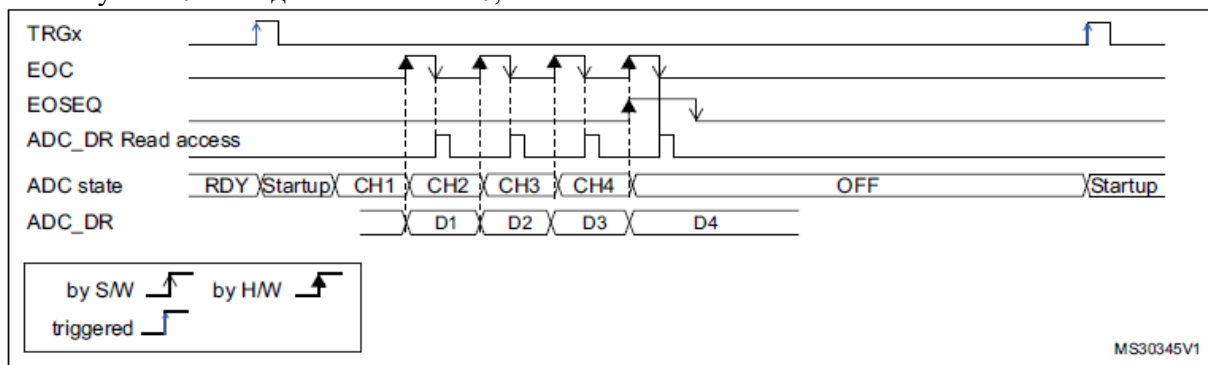 TRGx
EOC
EOSEQ
ADC_DR Read access
ADC state RDY Startup CH1 CH2 CH3 CH4 OFF Startup
ADC_DR D1 D2 D3 D4
by S/W by H/W
triggered
MS30345V1